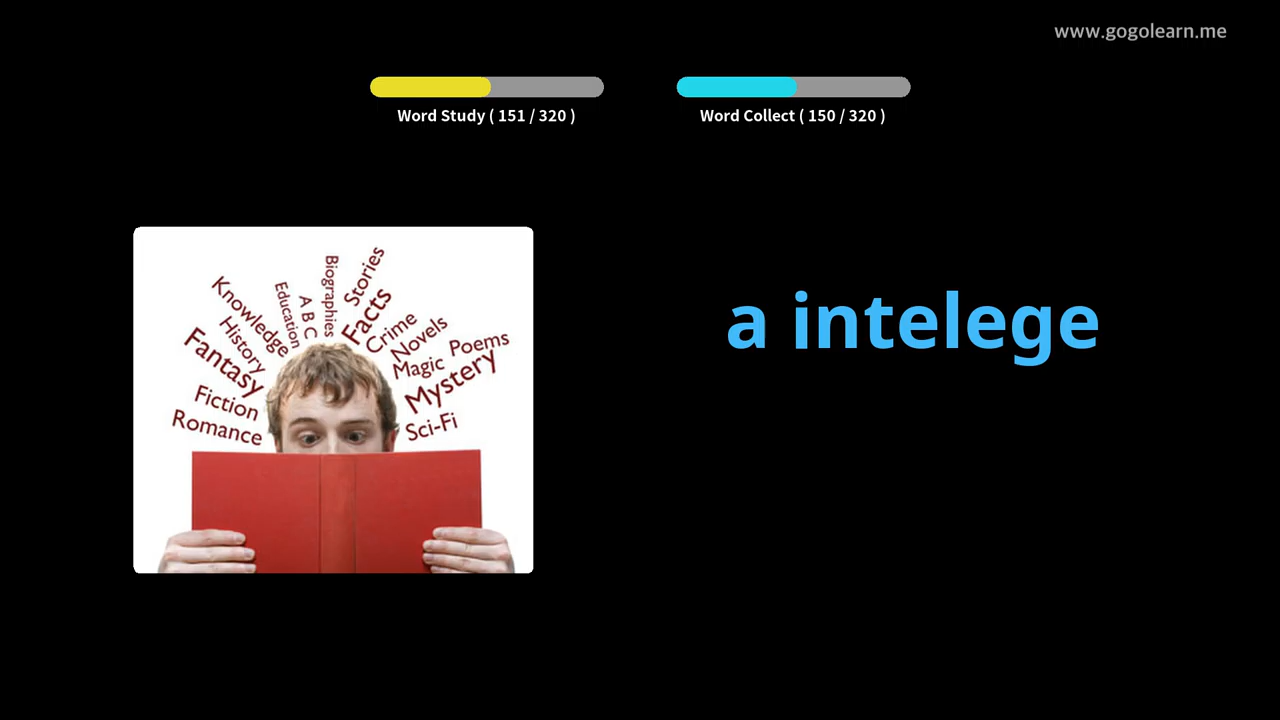 www.gogolearn.me
Word Study ( 151 / 320 )
Word Collect ( 150 / 320 )
a intelege
Stories
Biographies
A B C
Education
Facts
Knowledge
Crime
Novels
History
Poems
Magic
Fantasy
Mystery
Fiction
Sci-Fi
Romance